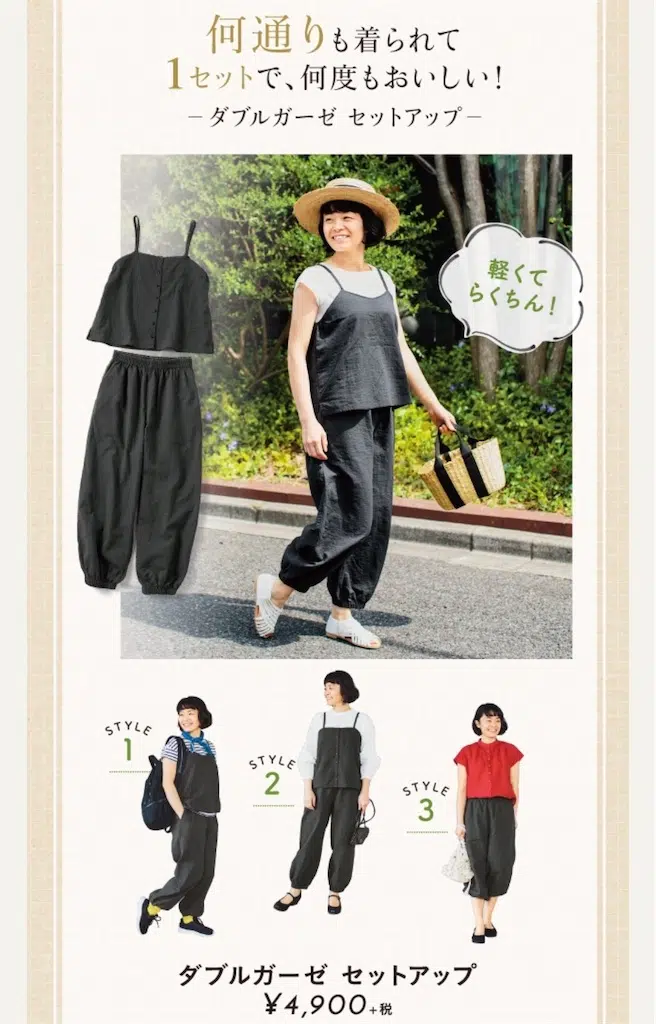 何通りも着られて
1セットで、何度もおいしい！
－ダブルガーゼ セットアップ－
軽くて
らくちん！
STYLE
1
STYLE
2
STYLE
3
ダブルガーゼ セットアップ
¥4,900+税